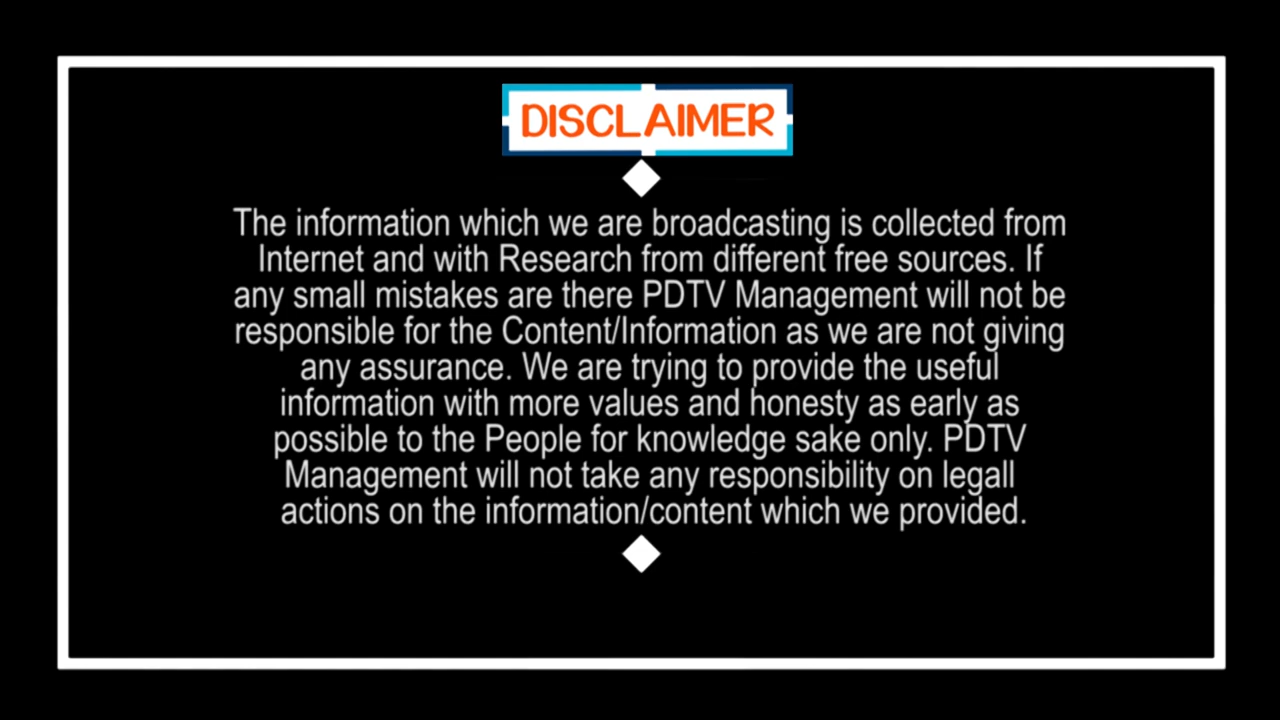 DISCLAIMER
The information which we are broadcasting is collected from
Internet and with Research from different free sources. If
any small mistakes are there PDTV Management will not be
responsible for the Content/Information as we are not giving
any assurance. We are trying to provide the useful
information with more values and honesty as early as
possible to the People for knowledge sake only. PDTV
Management will not take any responsibility on legall
actions on the information/content which we provided.